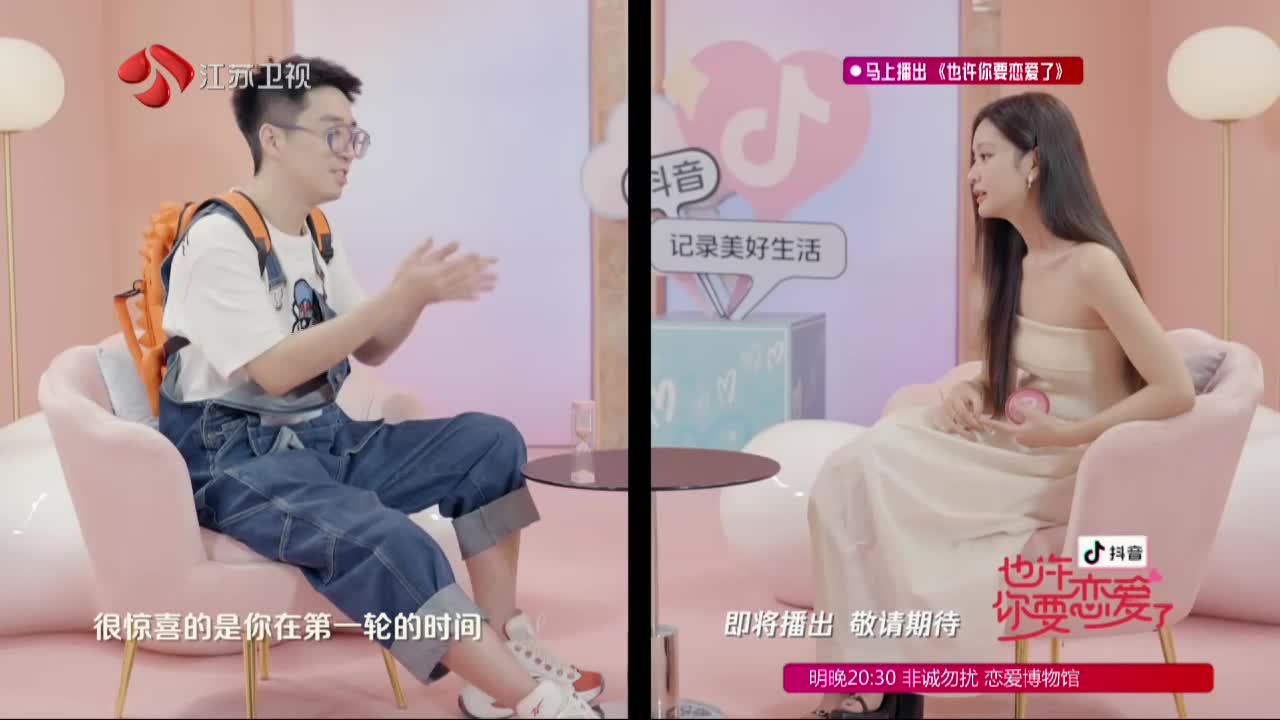 江苏卫视
马上播出《也许你要恋爱了》
抖音
记录美好生活
抖音
也许
你要恋爱了
很惊喜的是你在第一轮的时间
即将播出 敬请期待
明晚20:30 非诚勿扰 恋爱博物馆